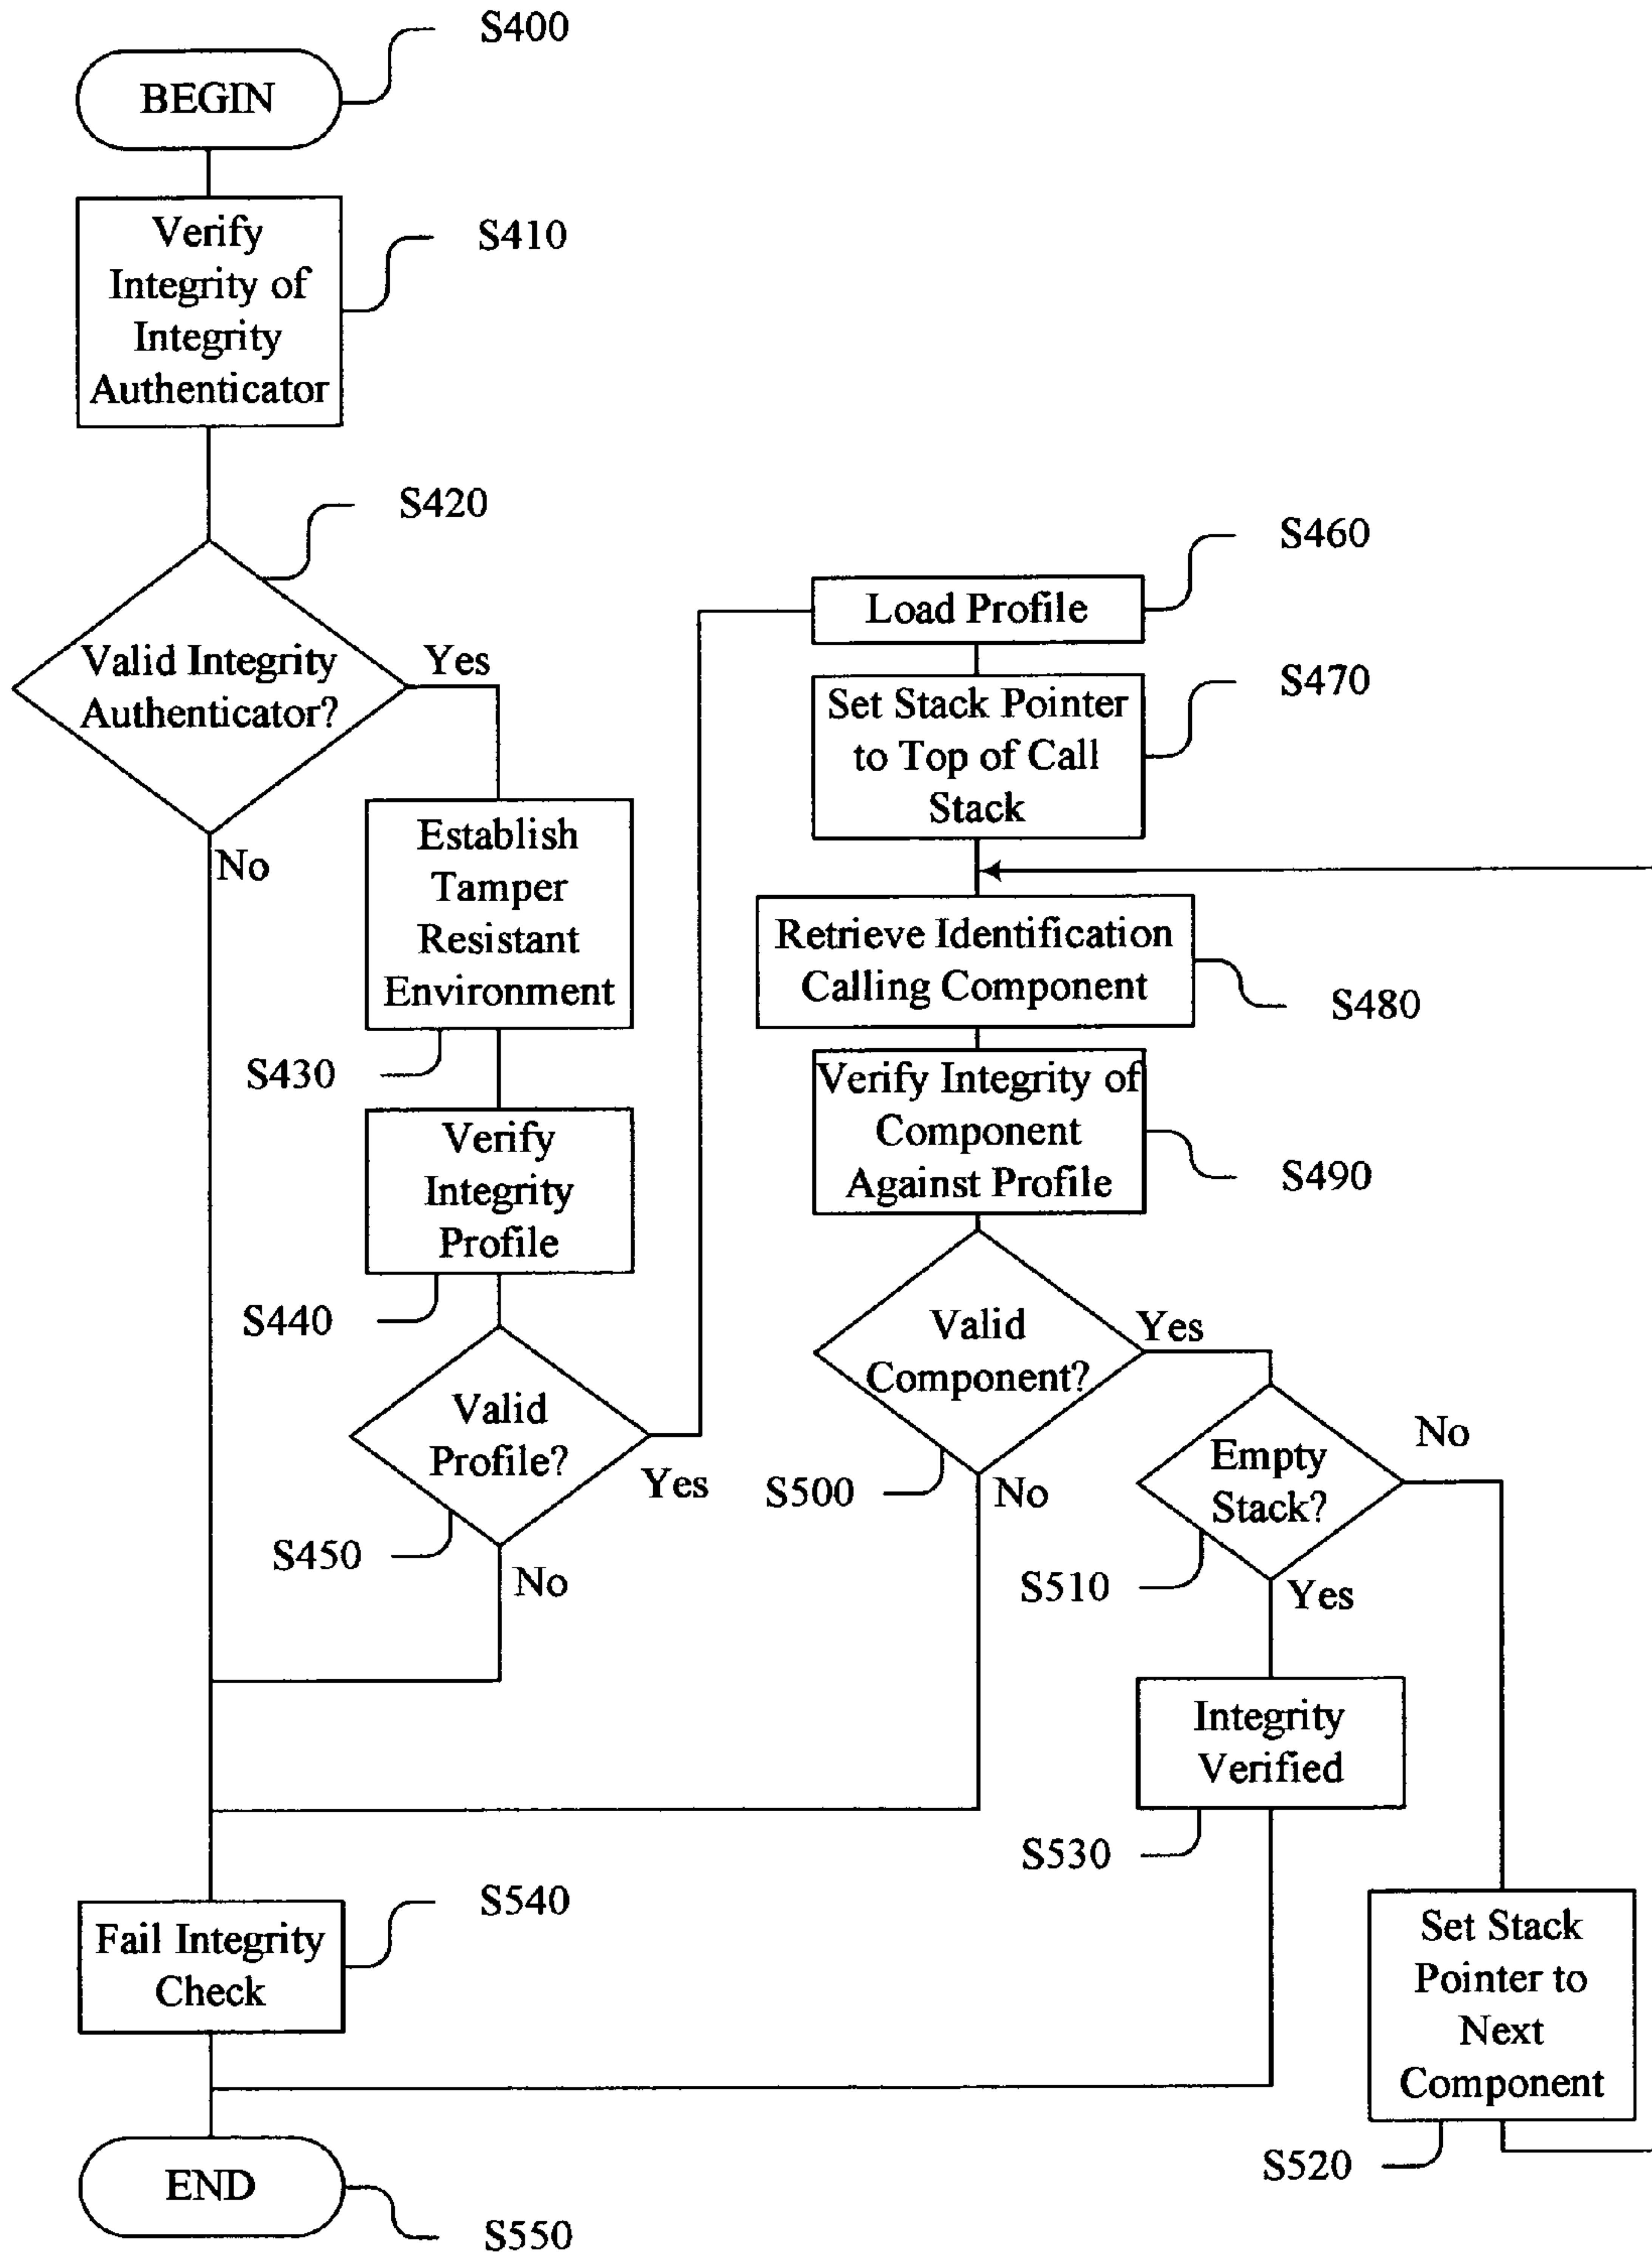 S400
BEGIN
Verify
Integrity of
Integrity
Authenticator
S410
S420
Valid Integrity
Authenticator?
Yes
No
Establish
Tamper
Resistant
Environment
S430
Verify
Integrity
Profile
S440
Valid
Profile?
Yes
S450
No
S460
Load Profile
S470
Set Stack Pointer
to Top of Call
Stack
Retrieve Identification
Calling Component
S480
Verify Integrity of
Component
Against Profile
S490
Valid
Component?
Yes
S500
No
Empty
Stack?
No
S510
Yes
Integrity
Verified
S530
Set Stack
Pointer to
Next
Component
S520
S540
Fail Integrity
Check
END
S550